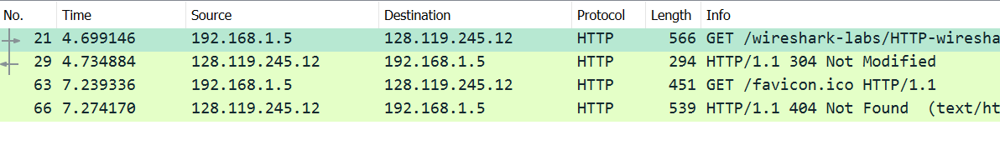 No. Time Source Destination Protocol Length Info
21 4.699146 192.168.1.5 128.119.245.12 HTTP 566 GET /wireshark-labs/HTTP-wiresha
29 4.734884 128.119.245.12 192.168.1.5 HTTP 294 HTTP/1.1 304 Not Modified
63 7.239336 192.168.1.5 128.119.245.12 HTTP 451 GET /favicon.ico HTTP/1.1
66 7.274170 128.119.245.12 192.168.1.5 HTTP 539 HTTP/1.1 404 Not Found (text/ht